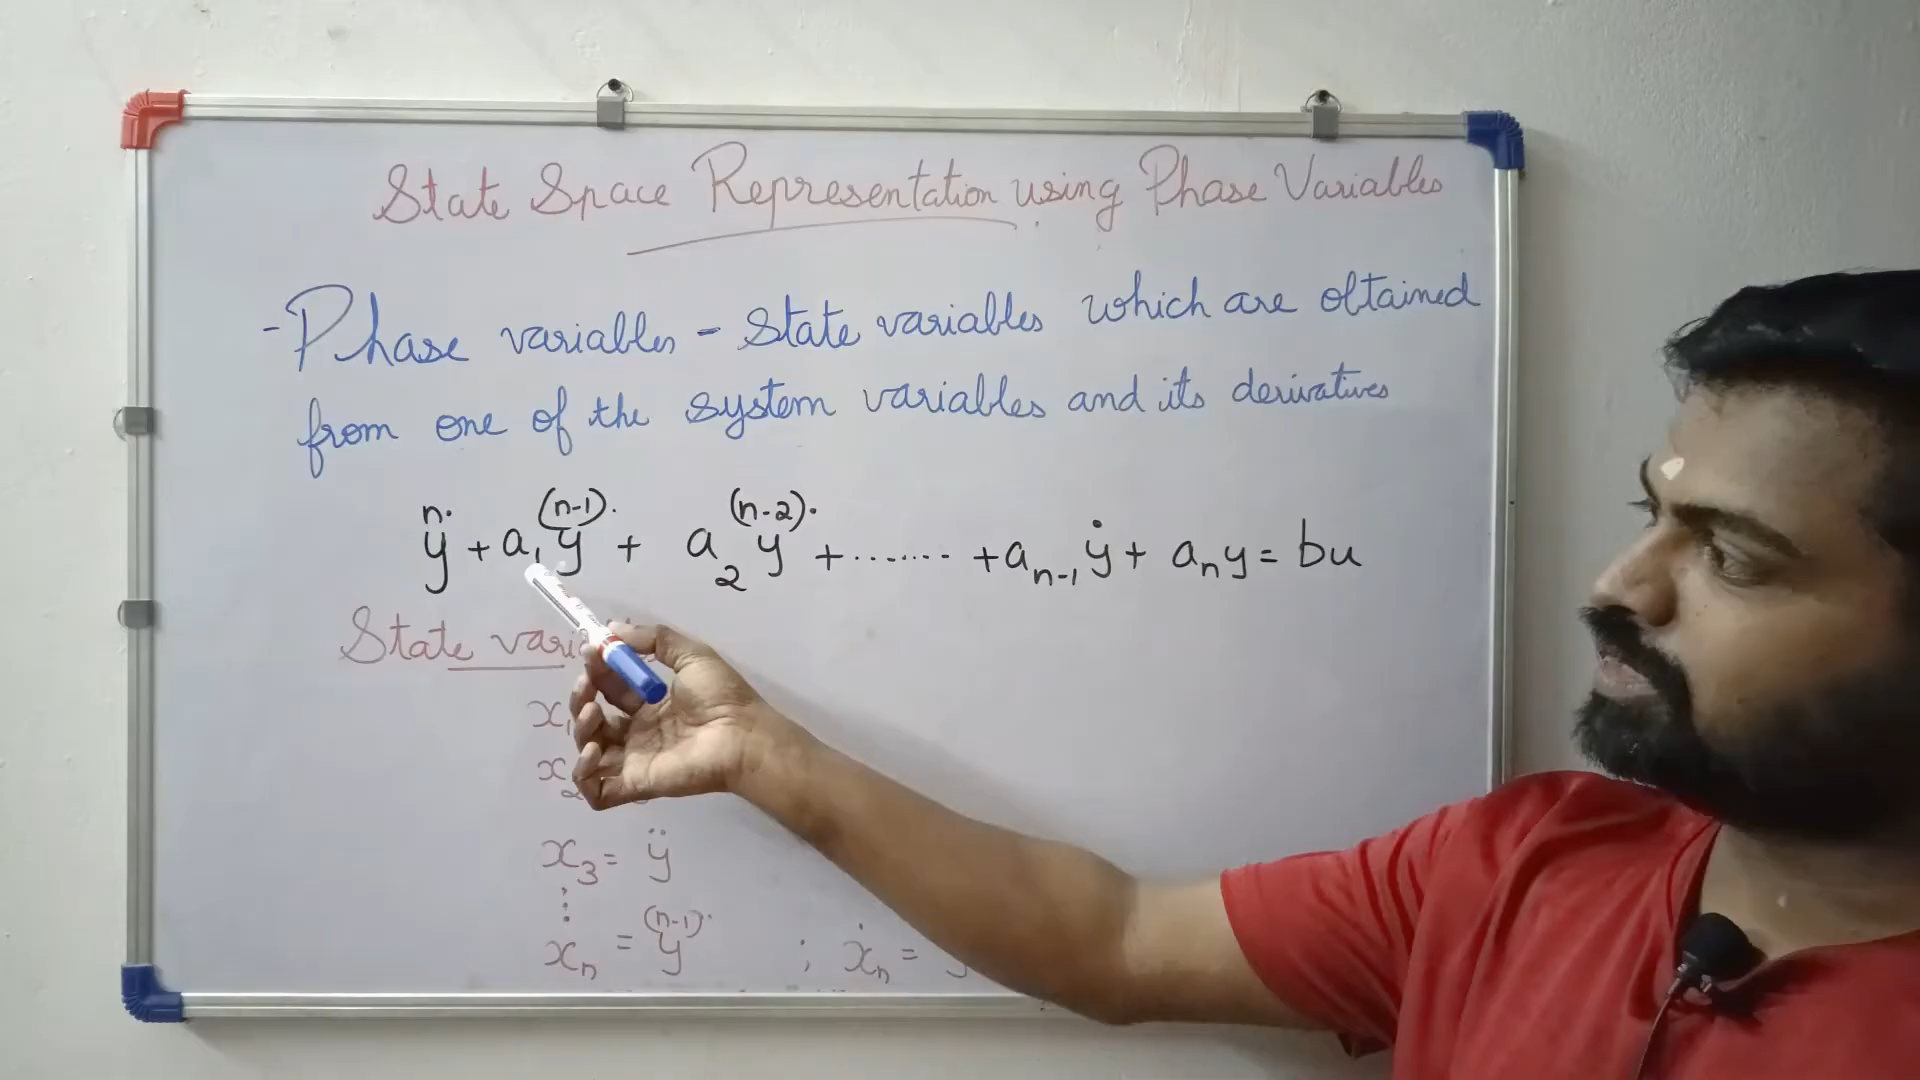 State Space Representation using Phase Variables
- Phase variables - State variables which are obtained
from one of the system variables and its derivatives
y^(n·) + a₁ y^((n-1)·) + a₂ y^((n-2)·) + ....... + aₙ₋₁ ẏ + aₙ y = bu
State
x₁
x₂
x₃ = ÿ
⋮
xₙ = y^((n-1)·) ; ẋₙ =